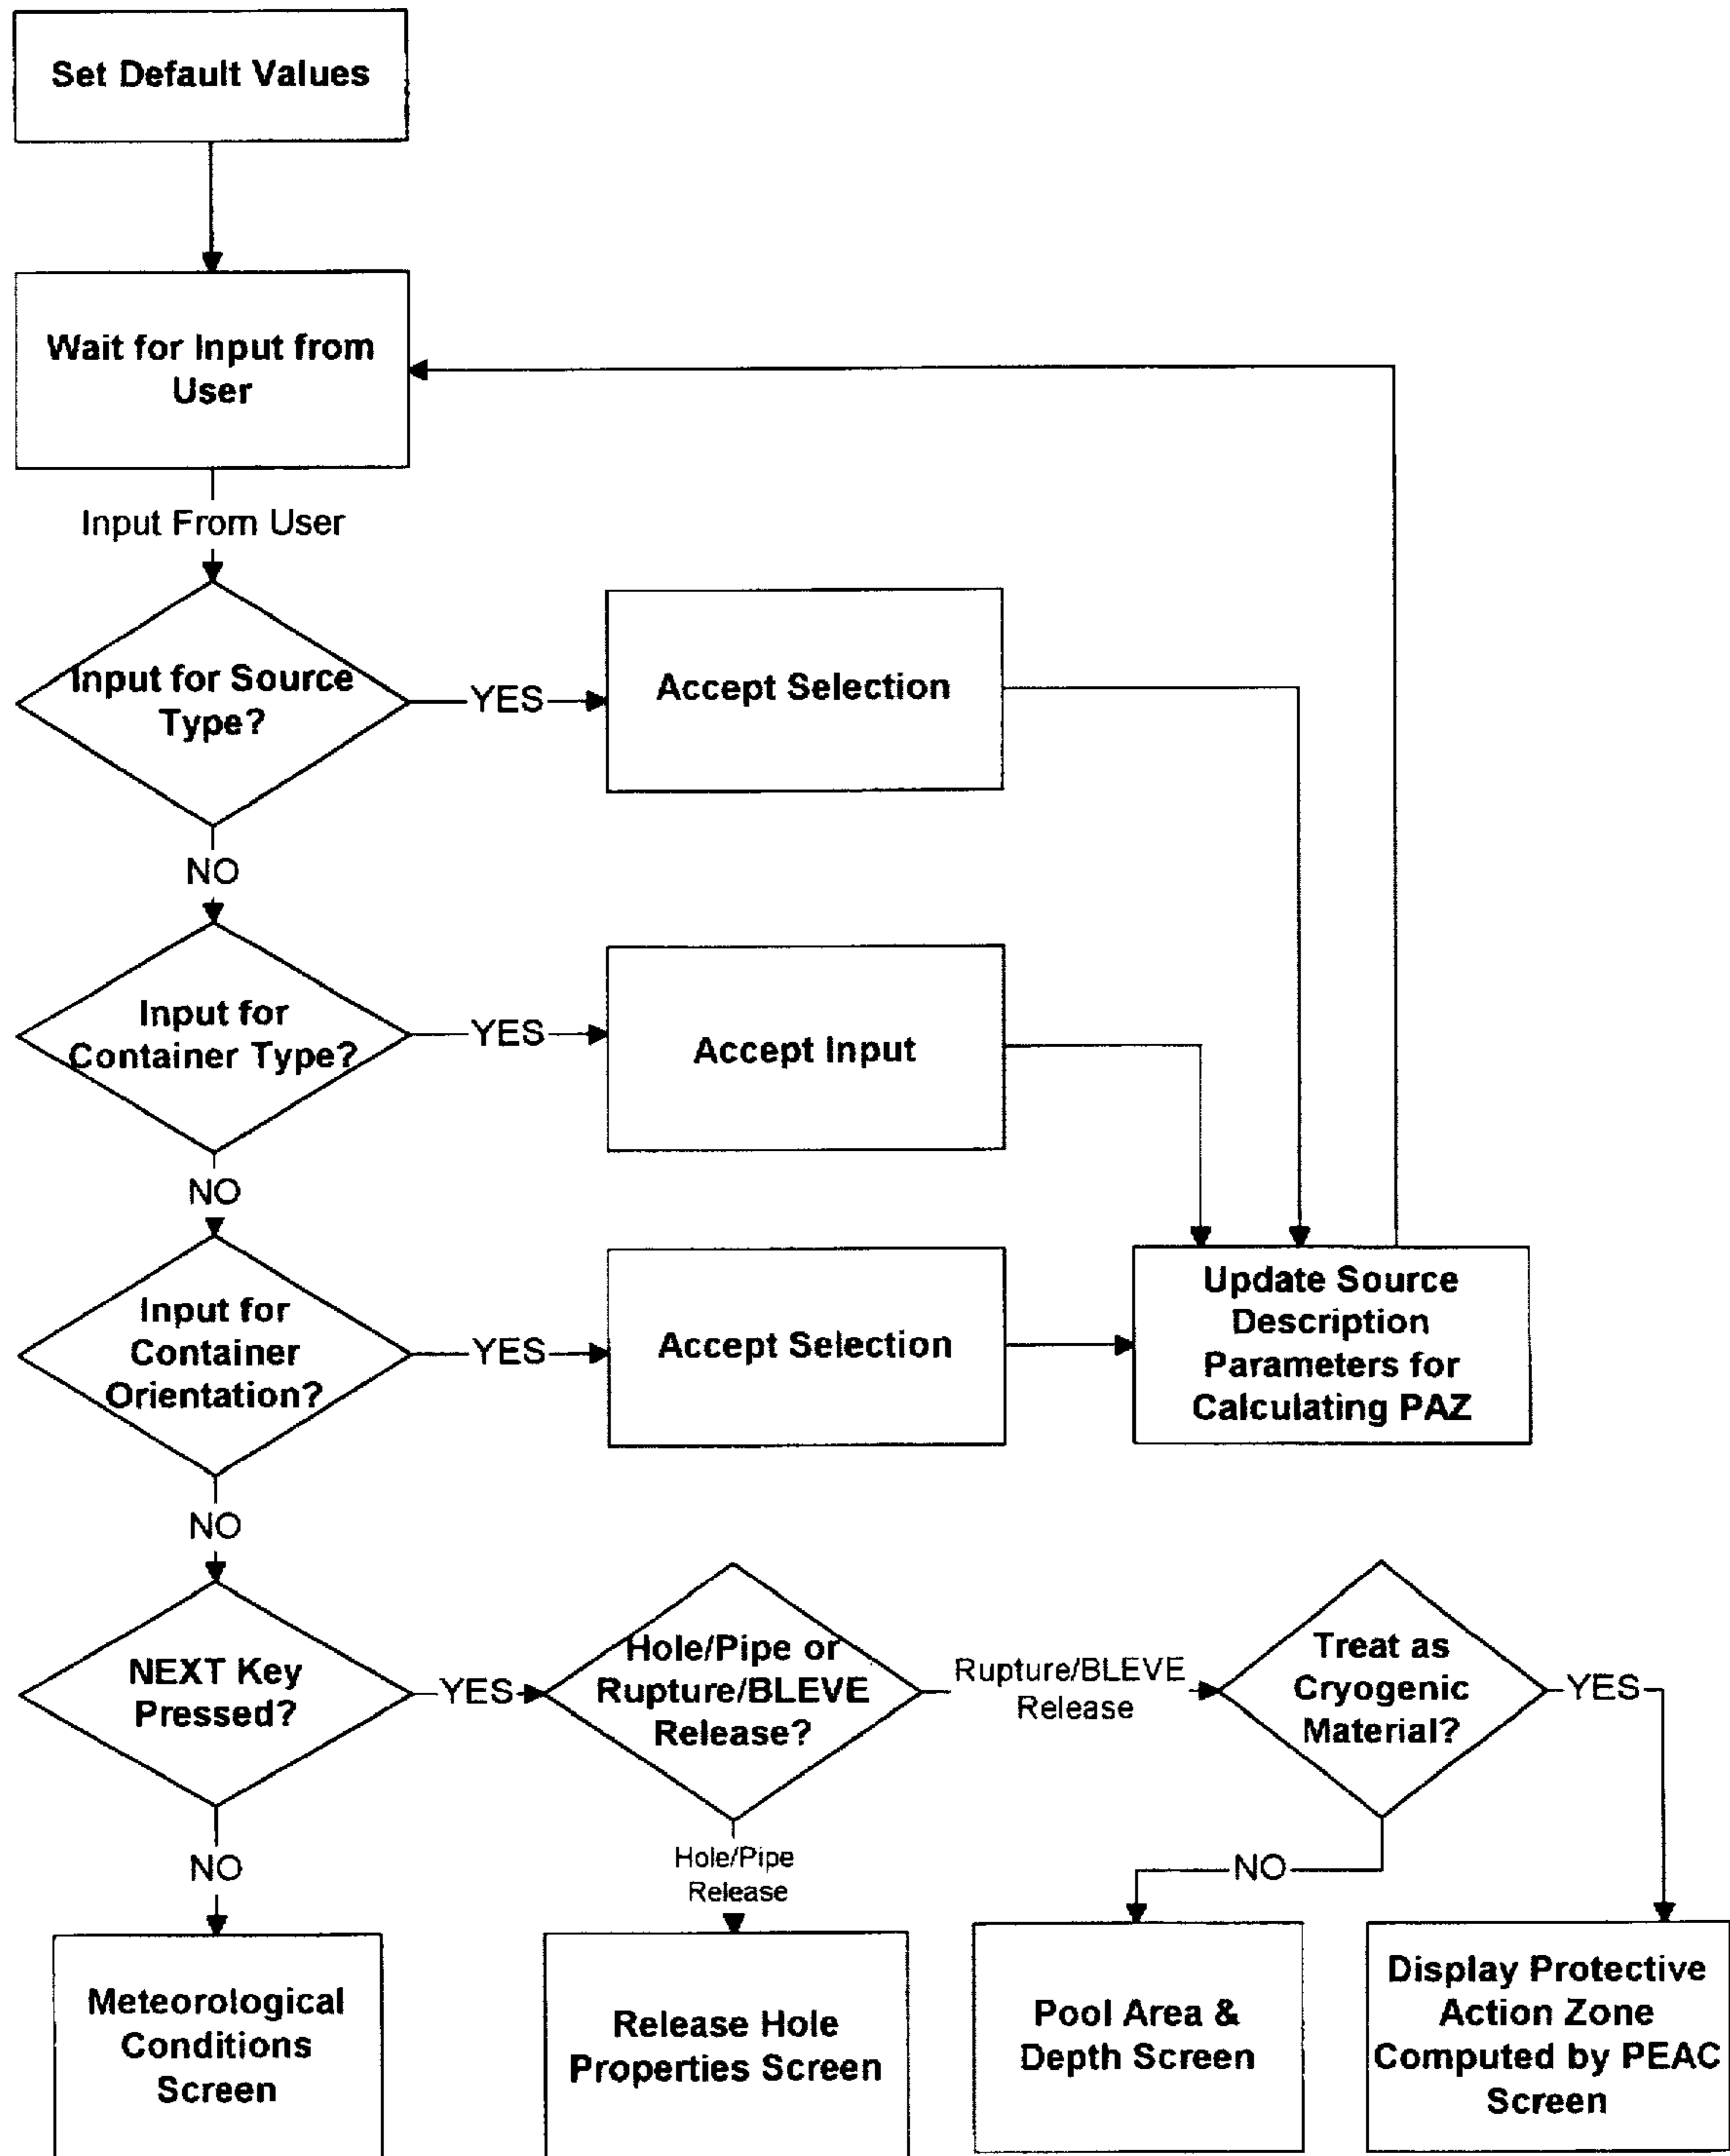 Set Default Values
Wait for Input from
User
Input From User
Input for Source
Type?
YES
Accept Selection
NO
Input for
Container Type?
YES
Accept Input
NO
Input for
Container
Orientation?
YES
Accept Selection
Update Source
Description
Parameters for
Calculating PAZ
NO
NEXT Key
Pressed?
YES
Hole/Pipe or
Rupture/BLEVE
Release?
Rupture/BLEVE
Release
Treat as
Cryogenic
Material?
YES
NO
Hole/Pipe
Release
NO
Meteorological
Conditions
Screen
Release Hole
Properties Screen
Pool Area &
Depth Screen
Display Protective
Action Zone
Computed by PEAC
Screen